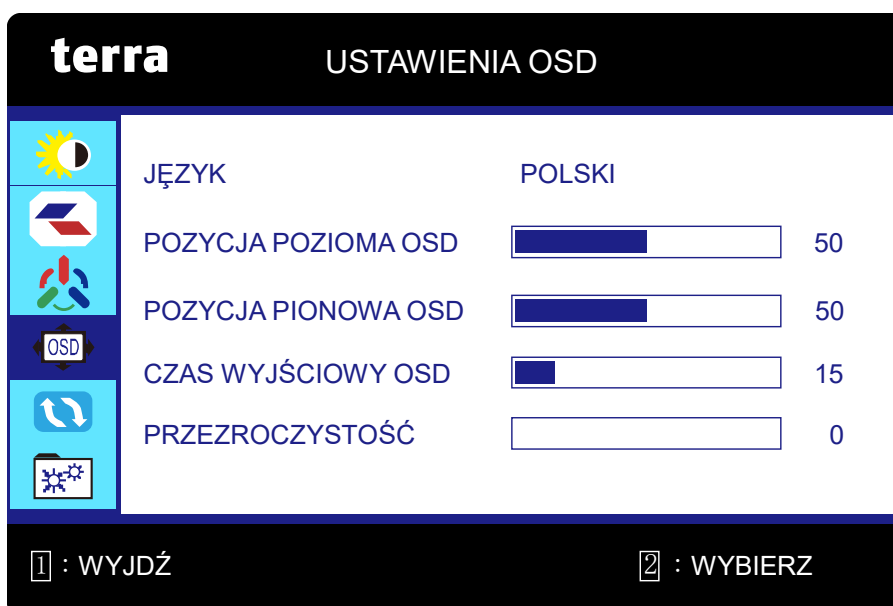 terra USTAWIENIA OSD
JĘZYK POLSKI
POZYCJA POZIOMA OSD 50
POZYCJA PIONOWA OSD 50
OSD
CZAS WYJŚCIOWY OSD 15
PRZEZROCZYSTOŚĆ 0
1 : WYJDŹ 2 : WYBIERZ